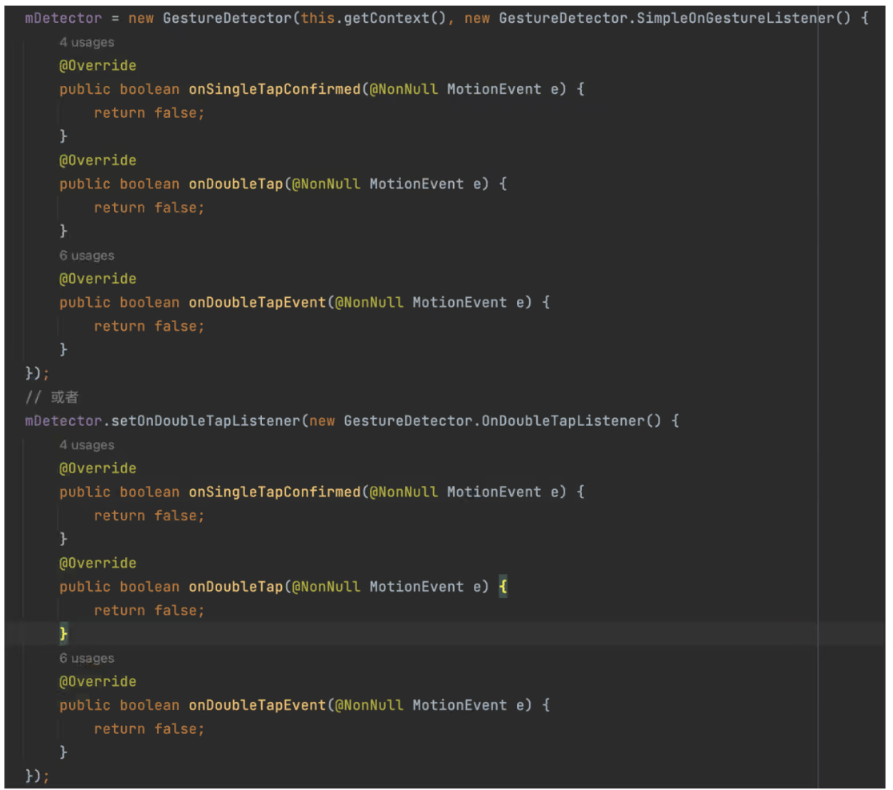 mDetector = new GestureDetector(this.getContext(), new GestureDetector.SimpleOnGestureListener() {
4 usages
@Override
public boolean onSingleTapConfirmed(@NonNull MotionEvent e) {
return false;
}
@Override
public boolean onDoubleTap(@NonNull MotionEvent e) {
return false;
}
6 usages
@Override
public boolean onDoubleTapEvent(@NonNull MotionEvent e) {
return false;
}
});
// 或者
mDetector.setOnDoubleTapListener(new GestureDetector.OnDoubleTapListener() {
4 usages
@Override
public boolean onSingleTapConfirmed(@NonNull MotionEvent e) {
return false;
}
@Override
public boolean onDoubleTap(@NonNull MotionEvent e) {
return false;
}
6 usages
@Override
public boolean onDoubleTapEvent(@NonNull MotionEvent e) {
return false;
}
});